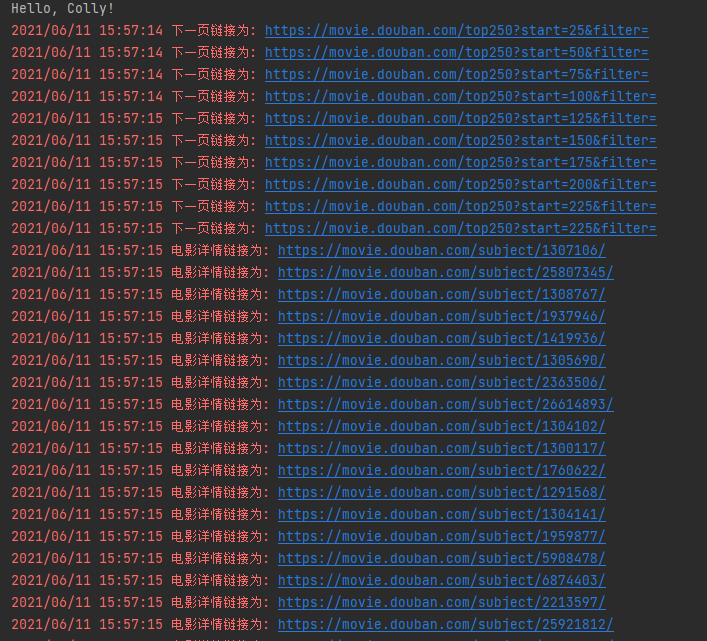 Hello, Colly!
2021/06/11 15:57:14 下一页链接为: https://movie.douban.com/top250?start=25&filter=
2021/06/11 15:57:14 下一页链接为: https://movie.douban.com/top250?start=50&filter=
2021/06/11 15:57:14 下一页链接为: https://movie.douban.com/top250?start=75&filter=
2021/06/11 15:57:14 下一页链接为: https://movie.douban.com/top250?start=100&filter=
2021/06/11 15:57:15 下一页链接为: https://movie.douban.com/top250?start=125&filter=
2021/06/11 15:57:15 下一页链接为: https://movie.douban.com/top250?start=150&filter=
2021/06/11 15:57:15 下一页链接为: https://movie.douban.com/top250?start=175&filter=
2021/06/11 15:57:15 下一页链接为: https://movie.douban.com/top250?start=200&filter=
2021/06/11 15:57:15 下一页链接为: https://movie.douban.com/top250?start=225&filter=
2021/06/11 15:57:15 下一页链接为: https://movie.douban.com/top250?start=225&filter=
2021/06/11 15:57:15 电影详情链接为: https://movie.douban.com/subject/1307106/
2021/06/11 15:57:15 电影详情链接为: https://movie.douban.com/subject/25807345/
2021/06/11 15:57:15 电影详情链接为: https://movie.douban.com/subject/1308767/
2021/06/11 15:57:15 电影详情链接为: https://movie.douban.com/subject/1937946/
2021/06/11 15:57:15 电影详情链接为: https://movie.douban.com/subject/1419936/
2021/06/11 15:57:15 电影详情链接为: https://movie.douban.com/subject/1305690/
2021/06/11 15:57:15 电影详情链接为: https://movie.douban.com/subject/2363506/
2021/06/11 15:57:15 电影详情链接为: https://movie.douban.com/subject/26614893/
2021/06/11 15:57:15 电影详情链接为: https://movie.douban.com/subject/1304102/
2021/06/11 15:57:15 电影详情链接为: https://movie.douban.com/subject/1300117/
2021/06/11 15:57:15 电影详情链接为: https://movie.douban.com/subject/1760622/
2021/06/11 15:57:15 电影详情链接为: https://movie.douban.com/subject/1291568/
2021/06/11 15:57:15 电影详情链接为: https://movie.douban.com/subject/1304141/
2021/06/11 15:57:15 电影详情链接为: https://movie.douban.com/subject/1959877/
2021/06/11 15:57:15 电影详情链接为: https://movie.douban.com/subject/5908478/
2021/06/11 15:57:15 电影详情链接为: https://movie.douban.com/subject/6874403/
2021/06/11 15:57:15 电影详情链接为: https://movie.douban.com/subject/2213597/
2021/06/11 15:57:15 电影详情链接为: https://movie.douban.com/subject/25921812/